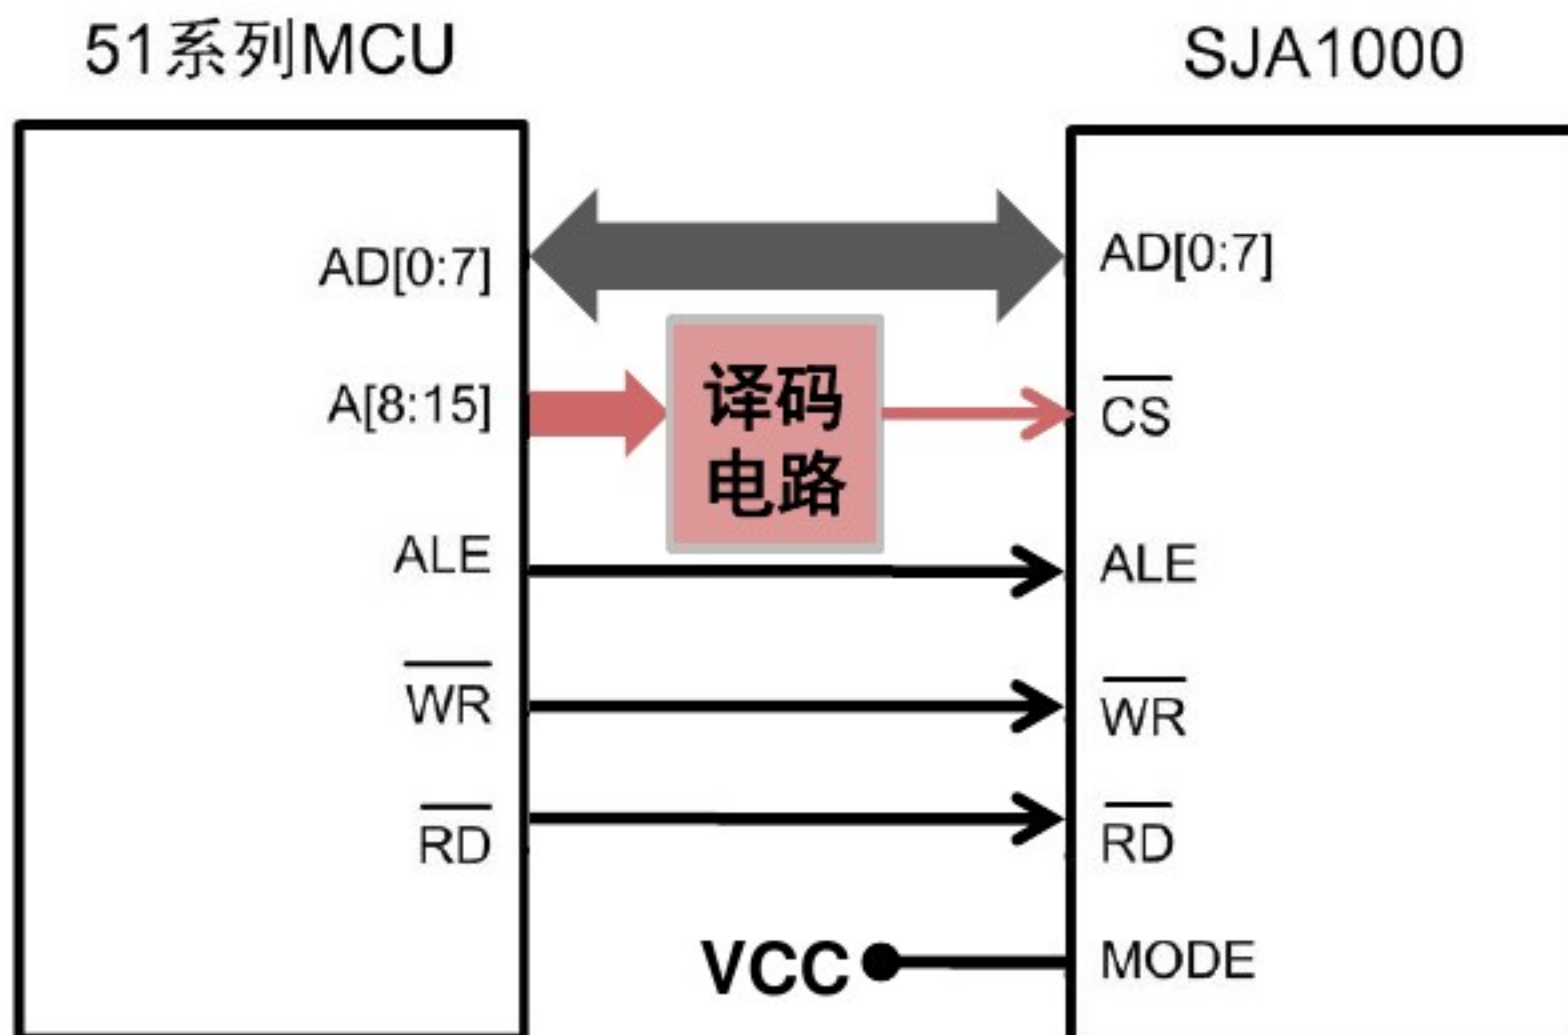 51系列MCU
SJA1000
AD[0:7]
AD[0:7]
A[8:15]
译码
电路
CS
ALE
ALE
WR
WR
RD
RD
VCC
MODE